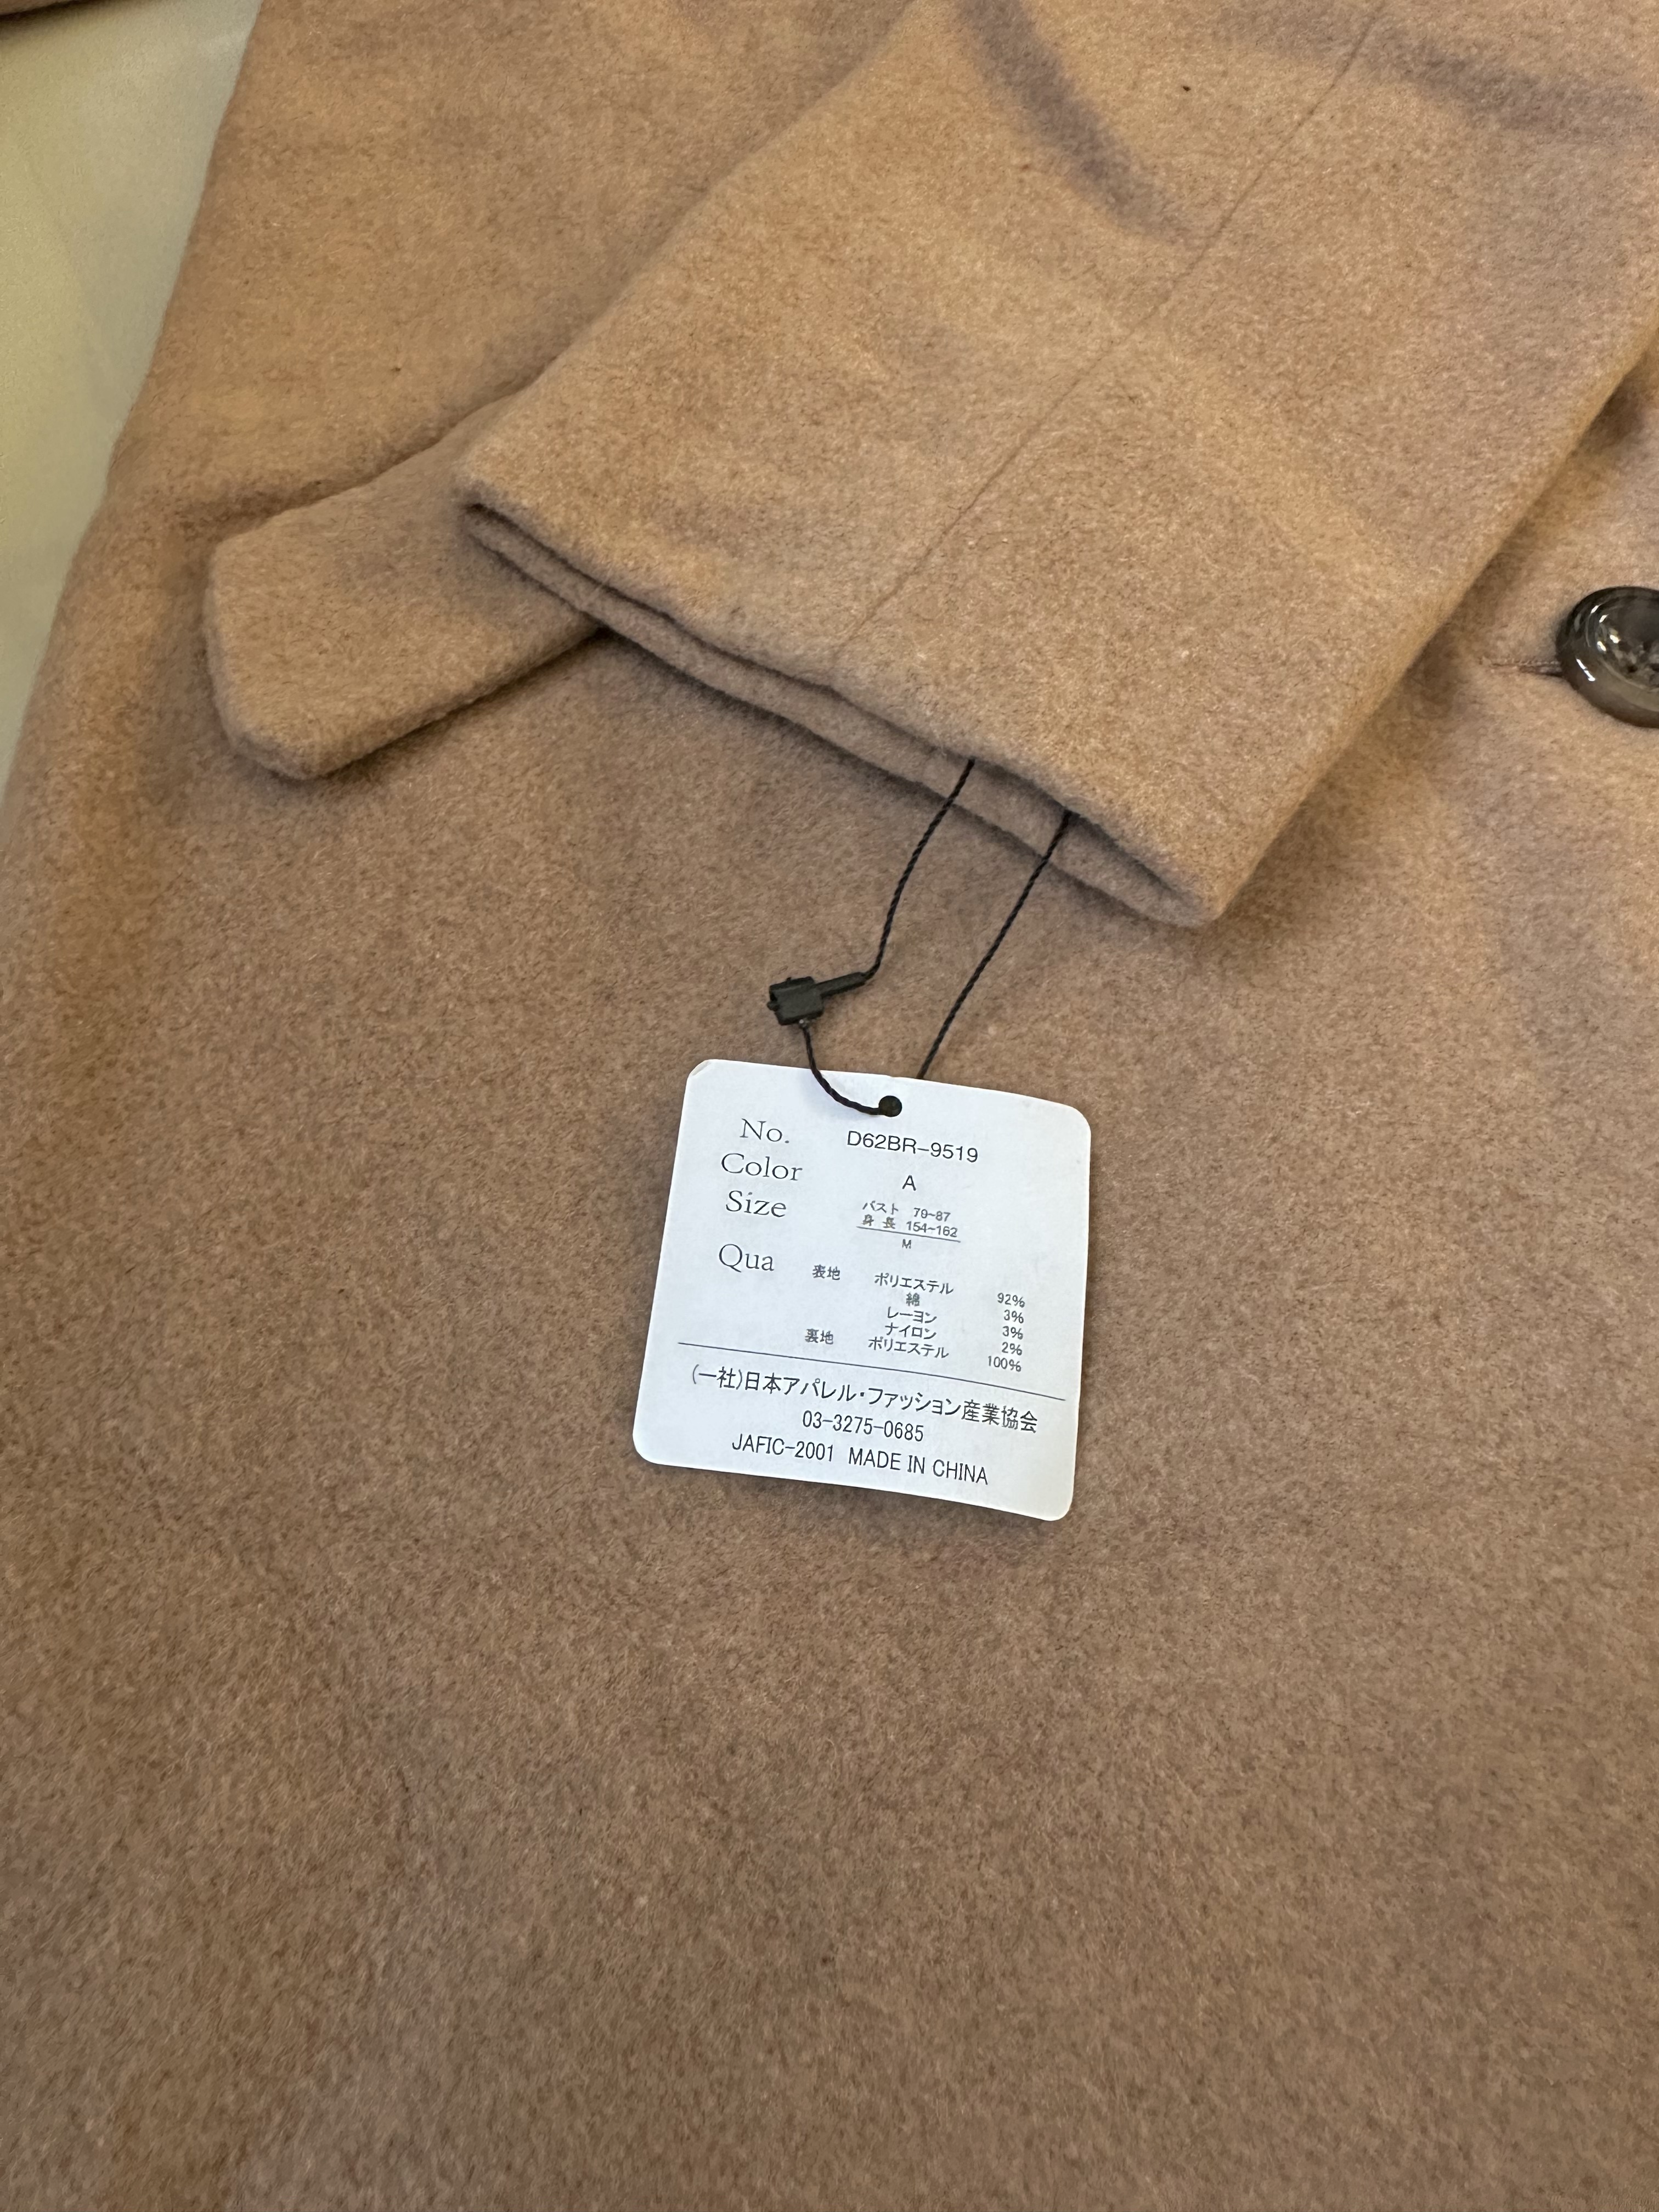 No. D62BR-9519
Color A
Size バスト 79~87
身長 154~162
M
Qua 表地 ポリエステル 92%
綿 3%
レーヨン 3%
ナイロン 2%
裏地 ポリエステル 100%
(一社)日本アパレル・ファッション産業協会
03-3275-0685
JAFIC-2001 MADE IN CHINA